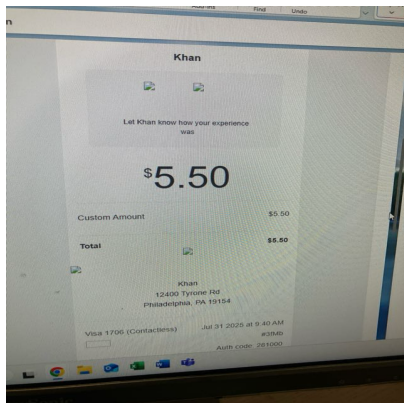 Find
Undo
n
Khan
Let Khan know how your experience
was
$5.50
Custom Amount $5.50
Total $5.50
Khan
12400 Tyrone Rd
Philadelphia, PA 19154
Visa 1706 (Contactless) Jul 31 2025 at 9:40 AM
Auth code: 261000